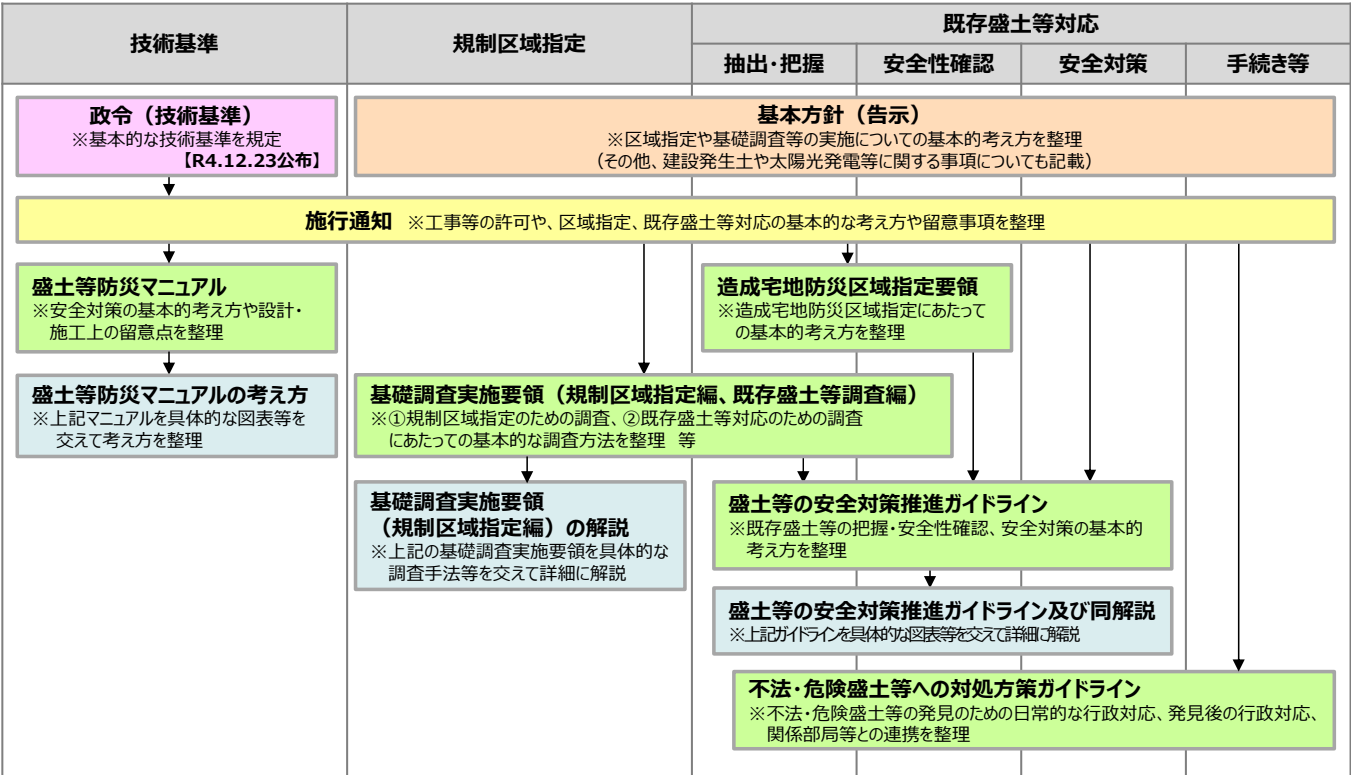 技術基準
規制区域指定
既存盛土等対応
抽出・把握
安全性確認
安全対策
手続き等
政令（技術基準）
※基本的な技術基準を規定
【R4.12.23公布】
基本方針（告示）
※区域指定や基礎調査等の実施についての基本的考え方を整理
（その他、建設発生土や太陽光発電等に関する事項についても記載）
施行通知　※工事等の許可や、区域指定、既存盛土等対応の基本的な考え方や留意事項を整理
盛土等防災マニュアル
※安全対策の基本的考え方や設計・
施工上の留意点を整理
造成宅地防災区域指定要領
※造成宅地防災区域指定にあたって
の基本的考え方を整理
盛土等防災マニュアルの考え方
※上記マニュアルを具体的な図表等を
交えて考え方を整理
基礎調査実施要領（規制区域指定編、既存盛土等調査編）
※①規制区域指定のための調査、②既存盛土等対応のための調査
にあたっての基本的な調査方法を整理　等
基礎調査実施要領
（規制区域指定編）の解説
※上記の基礎調査実施要領を具体的な
調査手法等を交えて詳細に解説
盛土等の安全対策推進ガイドライン
※既存盛土等の把握・安全性確認、安全対策の基本的
考え方を整理
盛土等の安全対策推進ガイドライン及び同解説
※上記ガイドラインを具体的な図表等を交えて詳細に解説
不法・危険盛土等への対処方策ガイドライン
※不法・危険盛土等の発見のための日常的な行政対応、発見後の行政対応、
関係部局等との連携を整理